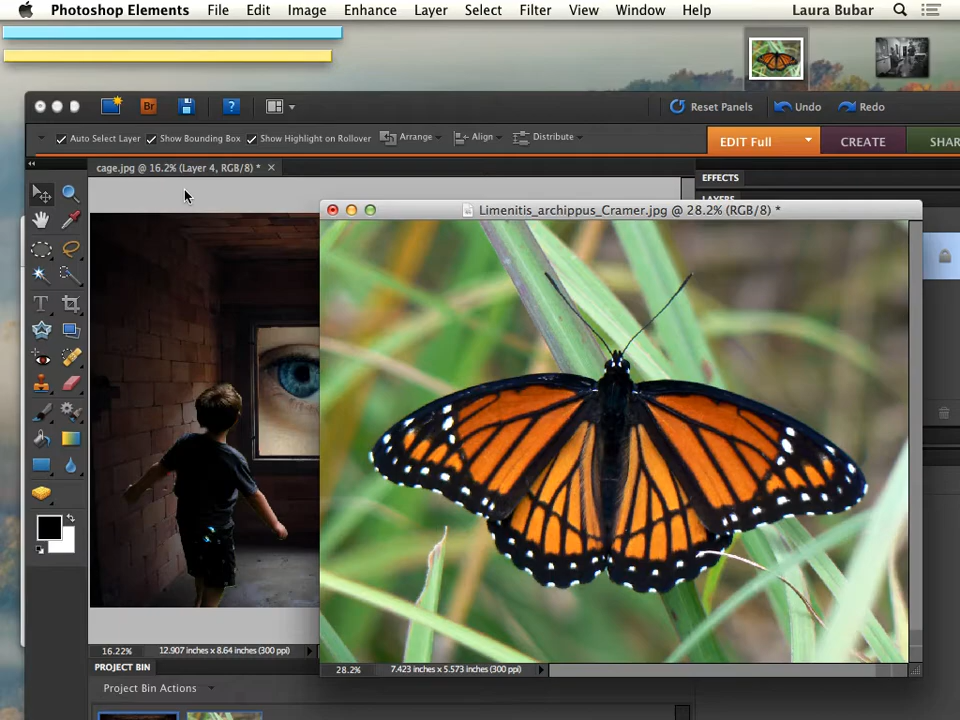 Photoshop Elements File Edit Image Enhance Layer Select Filter View Window Help Laura Bubar
Br ? Reset Panels Undo Redo
Auto Select Layer Show Bounding Box Show Highlight on Rollover Arrange Align Distribute EDIT Full CREATE SHAR
cage.jpg @ 16.2% (Layer 4, RGB/8) *
EFFECTS
Limenitis_archippus_Cramer.jpg @ 28.2% (RGB/8) *
T
16.22% 12.907 inches x 8.64 inches (300 ppi)
28.2% 7.423 inches x 5.573 inches (300 ppi)
PROJECT BIN
Project Bin Actions